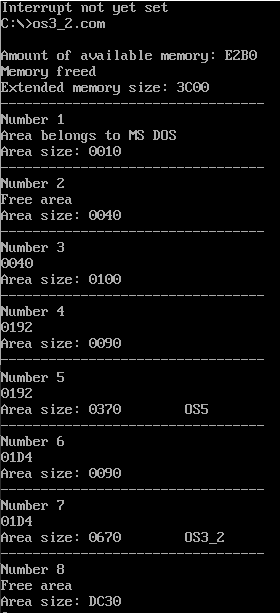 Interrupt not yet set
C:\>os3_2.com
Amount of available memory: E2B0
Memory freed
Extended memory size: 3C00
----------------------------------
Number 1
Area belongs to MS DOS
Area size: 0010
----------------------------------
Number 2
Free area
Area size: 0040
----------------------------------
Number 3
0040
Area size: 0100
----------------------------------
Number 4
0192
Area size: 0090
----------------------------------
Number 5
0192
Area size: 0370 OS5
----------------------------------
Number 6
01D4
Area size: 0090
----------------------------------
Number 7
01D4
Area size: 0670 OS3_2
----------------------------------
Number 8
Free area
Area size: DC30